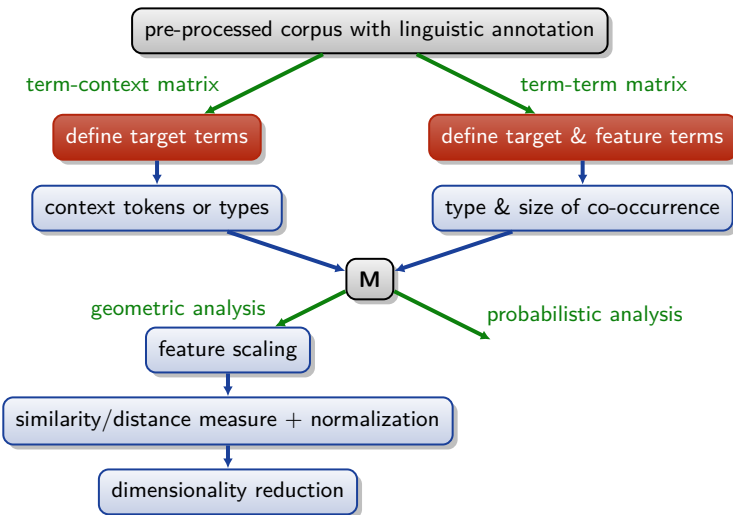 pre-processed corpus with linguistic annotation
term-context matrix
term-term matrix
define target terms
define target & feature terms
context tokens or types
type & size of co-occurrence
M
geometric analysis
probabilistic analysis
feature scaling
similarity/distance measure + normalization
dimensionality reduction